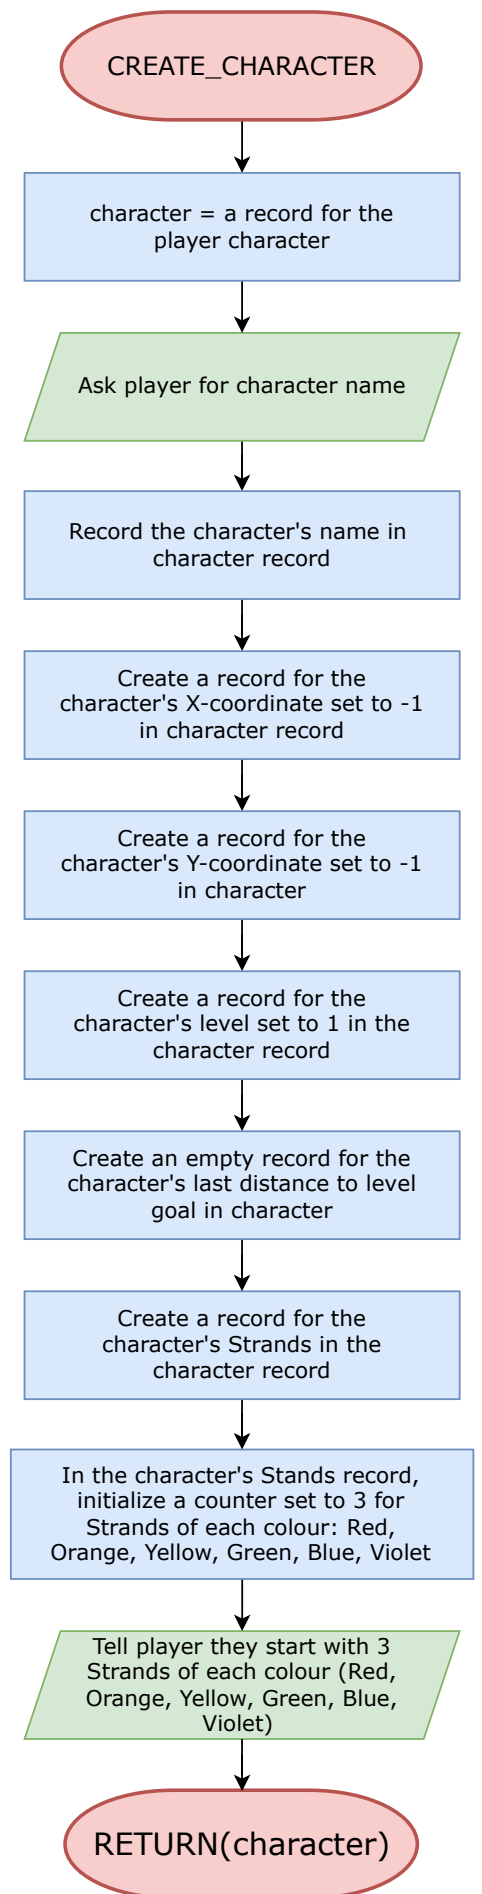 CREATE_CHARACTER
character = a record for the
player character
Ask player for character name
Record the character's name in
character record
Create a record for the
character's X-coordinate set to -1
in character record
Create a record for the
character's Y-coordinate set to -1
in character
Create a record for the
character's level set to 1 in the
character record
Create an empty record for the
character's last distance to level
goal in character
Create a record for the
character's Strands in the
character record
In the character's Stands record,
initialize a counter set to 3 for
Strands of each colour: Red,
Orange, Yellow, Green, Blue, Violet
Tell player they start with 3
Strands of each colour (Red,
Orange, Yellow, Green, Blue,
Violet)
RETURN(character)